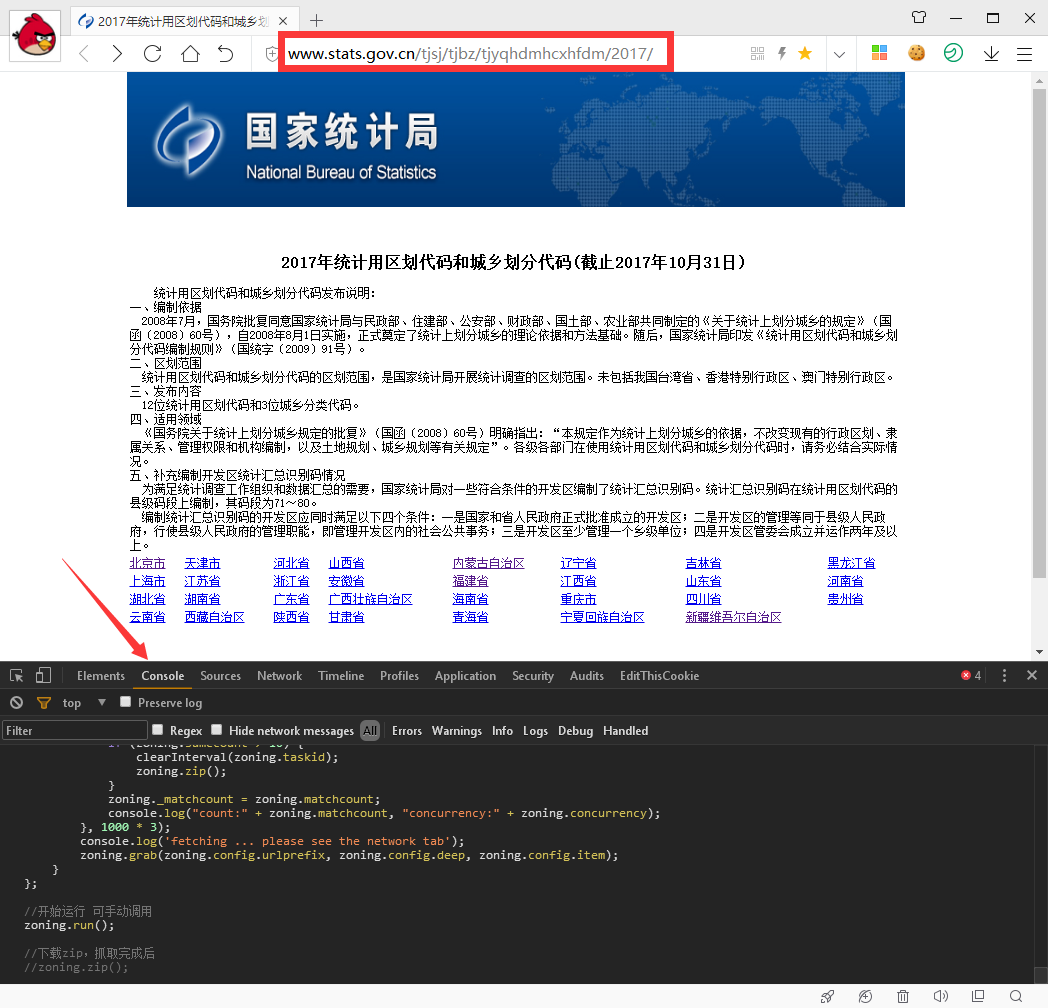 2017年统计用区划代码和城乡划
www.stats.gov.cn/tjsj/tjbz/tjyqhdmhcxhfdm/2017/
国家统计局
National Bureau of Statistics
2017年统计用区划代码和城乡划分代码(截止2017年10月31日)
统计用区划代码和城乡划分代码发布说明:
一、编制依据
2008年7月，国务院批复同意国家统计局与民政部、住建部、公安部、财政部、国土部、农业部共同制定的《关于统计上划分城乡的规定》（国
函（2008）60号），自2008年8月1日实施，正式奠定了统计上划分城乡的理论依据和方法基础。随后，国家统计局印发《统计用区划代码和城乡划
分代码编制规则》（国统字（2009）91号）。
二、区划范围
统计用区划代码和城乡划分代码的区划范围，是国家统计局开展统计调查的区划范围。未包括我国台湾省、香港特别行政区、澳门特别行政区。
三、发布内容
12位统计用区划代码和3位城乡分类代码。
四、适用领域
《国务院关于统计上划分城乡规定的批复》（国函（2008）60号）明确指出：“本规定作为统计上划分城乡的依据，不改变现有的行政区划、隶
属关系、管理权限和机构编制，以及土地规划、城乡规划等有关规定”。各级各部门在使用统计用区划代码和城乡划分代码时，请务必结合实际情
况。
五、补充编制开发区统计汇总识别码情况
为满足统计调查工作组织和数据汇总的需要，国家统计局对一些符合条件的开发区编制了统计汇总识别码。统计汇总识别码在统计用区划代码的
县级码段上编制，其码段为71～80。
编制统计汇总识别码的开发区应同时满足以下四个条件：一是国家和省人民政府正式批准成立的开发区；二是开发区的管理等同于县级人民政
府，行使县级人民政府的管理职能，即管理开发区内的社会公共事务；三是开发区至少管理一个乡级单位；四是开发区管委会成立并运作两年及以
上。
北京市 天津市 河北省 山西省 内蒙古自治区 辽宁省 吉林省 黑龙江省
上海市 江苏省 浙江省 安徽省 福建省 江西省 山东省 河南省
湖北省 湖南省 广东省 广西壮族自治区 海南省 重庆市 四川省 贵州省
云南省 西藏自治区 陕西省 甘肃省 青海省 宁夏回族自治区 新疆维吾尔自治区
Elements Console Sources Network Timeline Profiles Application Security Audits EditThisCookie 4
top Preserve log
Filter Regex Hide network messages All Errors Warnings Info Logs Debug Handled
clearInterval(zoning.taskid);
zoning.zip();
}
zoning._matchcount = zoning.matchcount;
console.log("count:" + zoning.matchcount, "concurrency:" + zoning.concurrency);
}, 1000 * 3);
console.log('fetching ... please see the network tab');
zoning.grab(zoning.config.urlprefix, zoning.config.deep, zoning.config.item);
}
};
//开始运行 可手动调用
zoning.run();
//下载zip，抓取完成后
//zoning.zip();